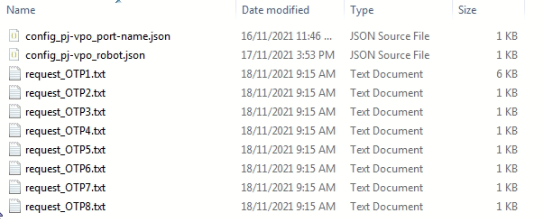 Name Date modified Type Size
config_pj-vpo_port-name.json 16/11/2021 11:46 ... JSON Source File 1 KB
config_pj-vpo_robot.json 17/11/2021 3:53 PM JSON Source File 1 KB
request_OTP1.txt 18/11/2021 9:15 AM Text Document 6 KB
request_OTP2.txt 18/11/2021 9:15 AM Text Document 1 KB
request_OTP3.txt 18/11/2021 9:15 AM Text Document 1 KB
request_OTP4.txt 18/11/2021 9:15 AM Text Document 1 KB
request_OTP5.txt 18/11/2021 9:15 AM Text Document 1 KB
request_OTP6.txt 18/11/2021 9:15 AM Text Document 1 KB
request_OTP7.txt 18/11/2021 9:15 AM Text Document 1 KB
request_OTP8.txt 18/11/2021 9:15 AM Text Document 1 KB